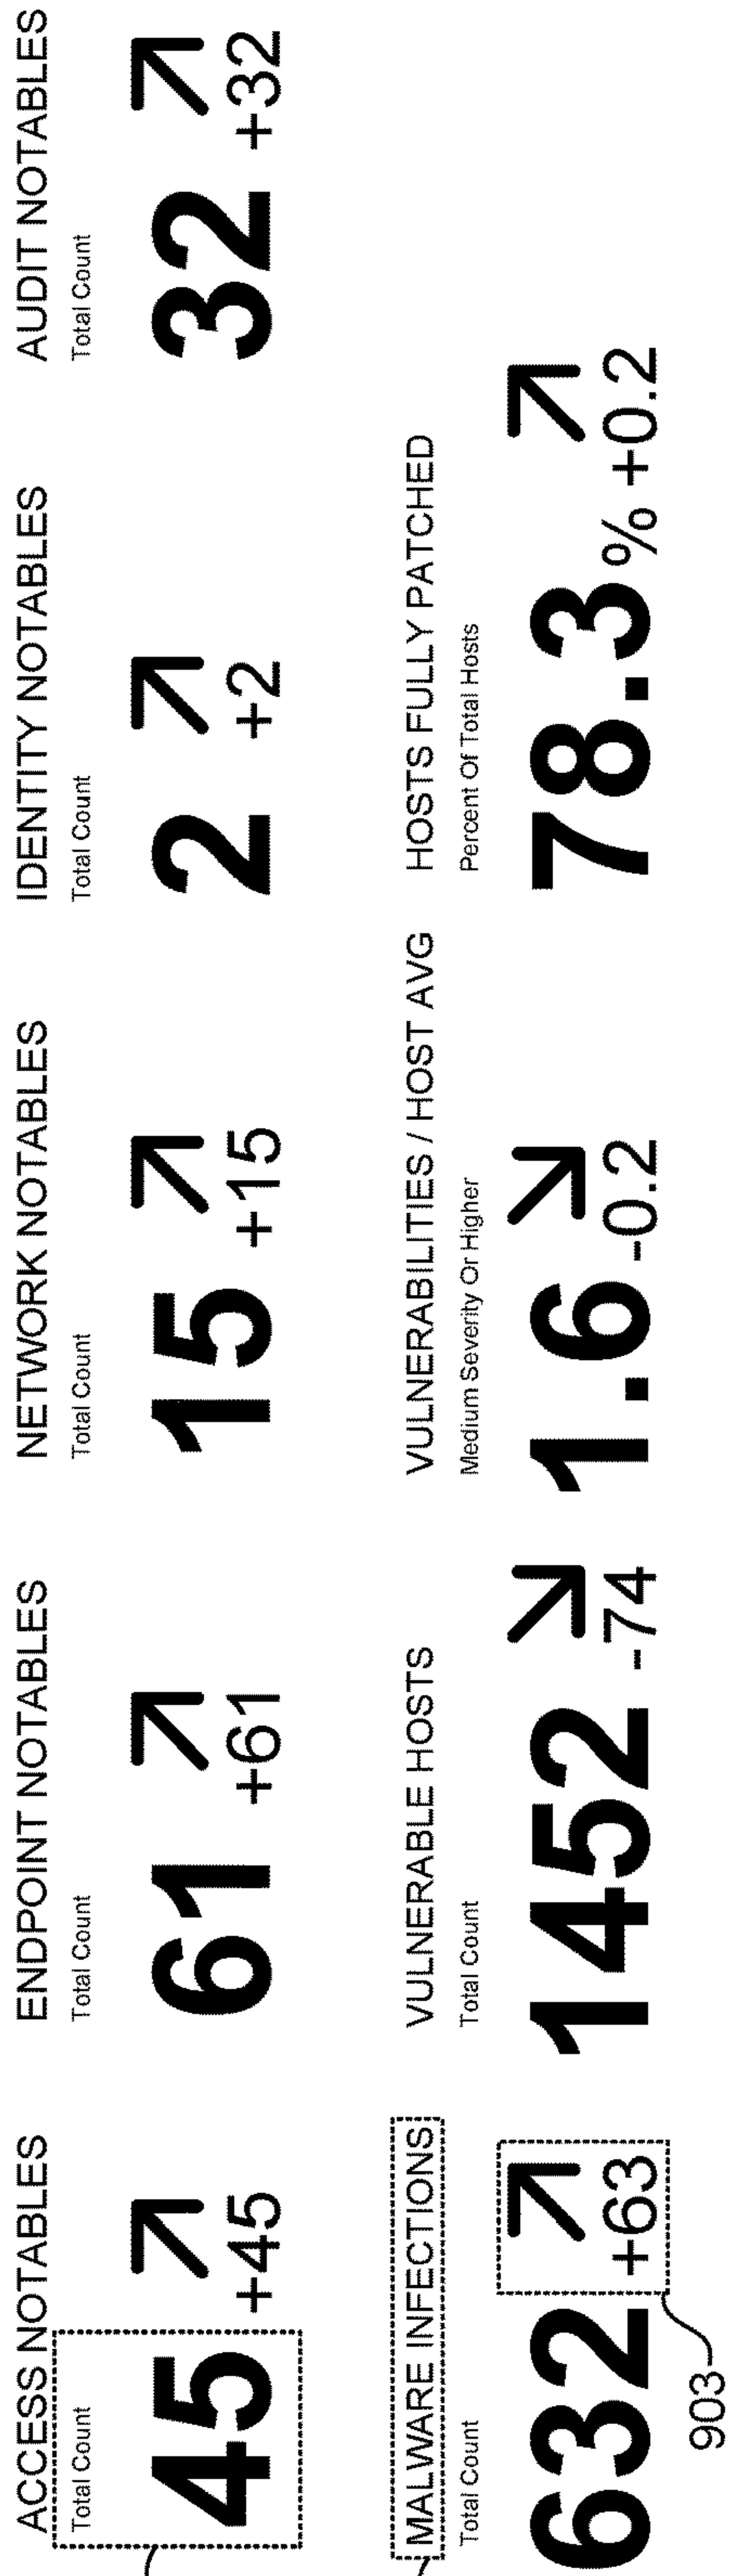 ACCESS NOTABLES
Total Count
45 +45
ENDPOINT NOTABLES
Total Count
61 +61
NETWORK NOTABLES
Total Count
15 +15
IDENTITY NOTABLES
Total Count
2 +2
AUDIT NOTABLES
Total Count
32 +32
MALWARE INFECTIONS
Total Count
632 +63
903
VULNERABLE HOSTS
Total Count
1452 -74
VULNERABILITIES / HOST AVG
Medium Severity Or Higher
1.6 -0.2
HOSTS FULLY PATCHED
Percent Of Total Hosts
78.3% +0.2